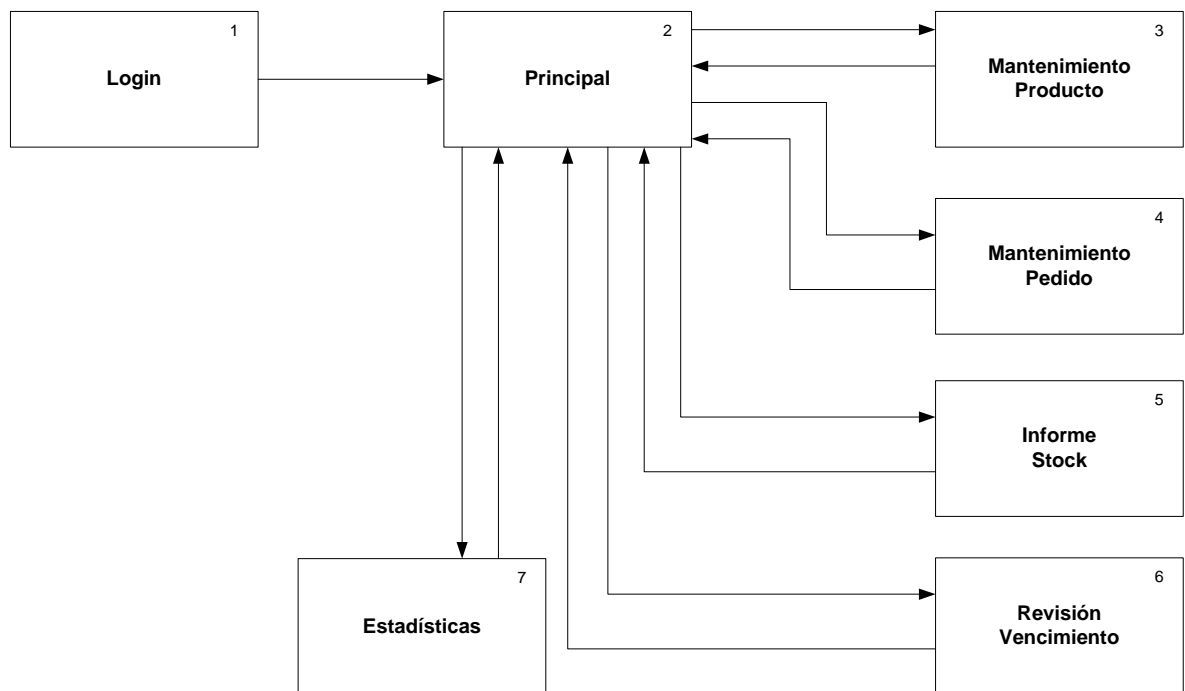 1
Login
2
Principal
3
Mantenimiento
Producto
4
Mantenimiento
Pedido
5
Informe
Stock
6
Revisión
Vencimiento
7
Estadísticas